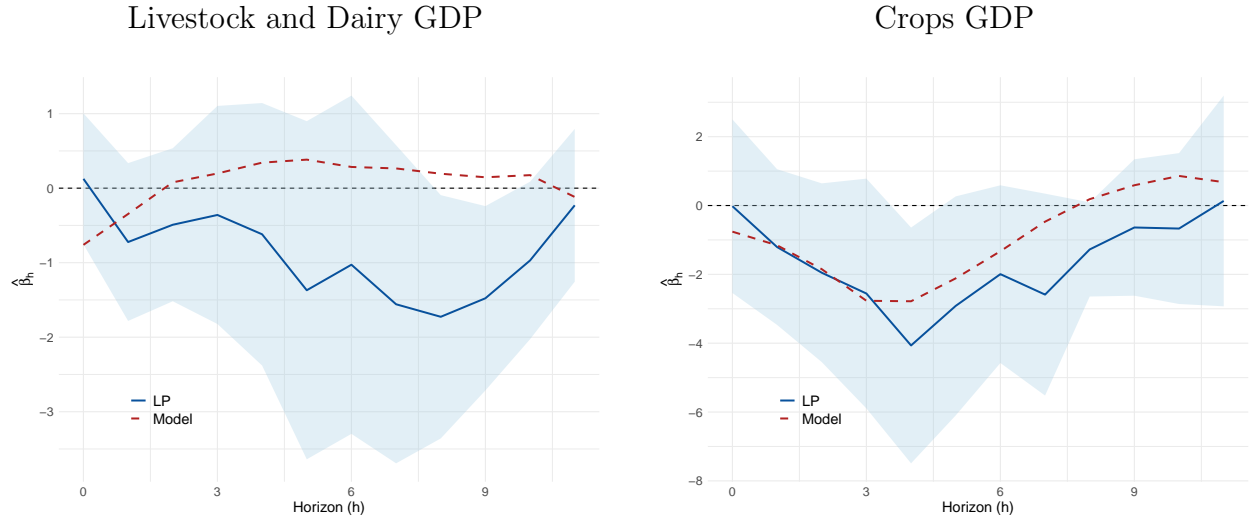 Livestock and Dairy GDP
1
0
−1
−2
−3
β̂h
LP
Model
0 3 6 9
Horizon (h)
Crops GDP
2
0
−2
−4
−6
−8
β̂h
LP
Model
0 3 6 9
Horizon (h)